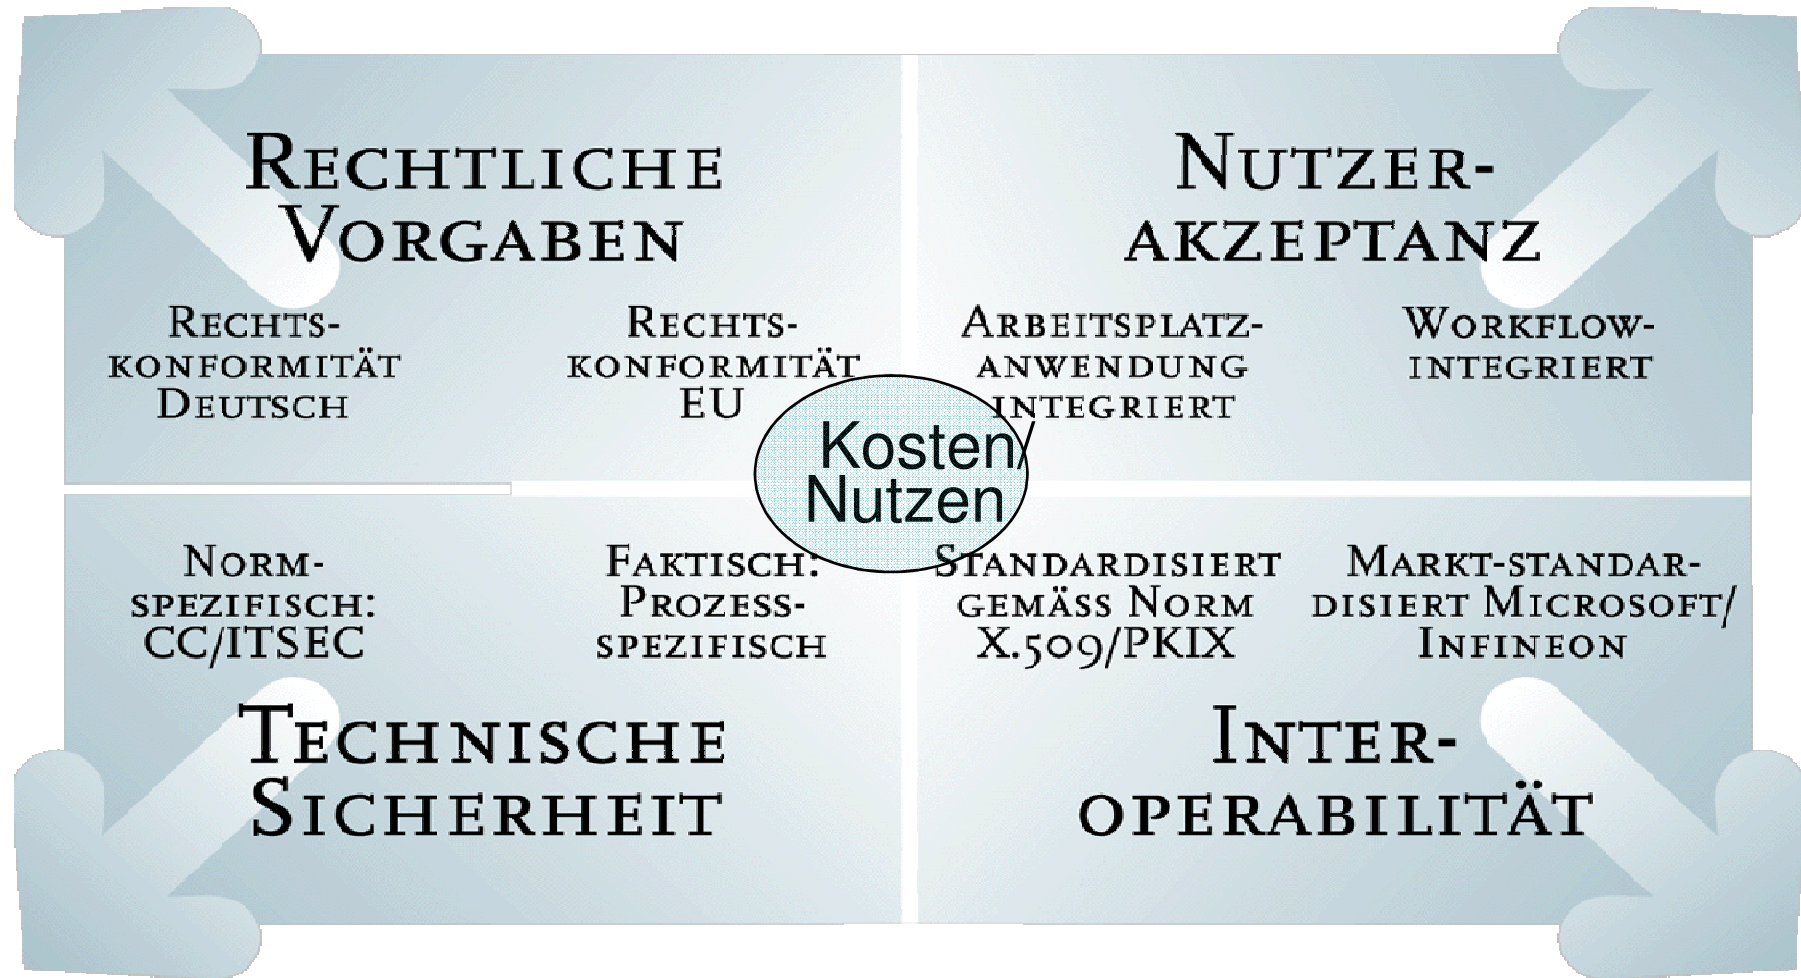 Rechtliche
Vorgaben
Rechts-
konformität
Deutsch
Rechts-
konformität
EU
Nutzer-
akzeptanz
Arbeitsplatz-
anwendung
integriert
Workflow-
integriert
Kosten/
Nutzen
Norm-
spezifisch:
CC/ITSEC
Faktisch:
Prozess-
spezifisch
Technische
Sicherheit
Standardisiert
gemäss Norm
X.509/PKIX
Markt-standar-
disiert Microsoft/
Infineon
Inter-
operabilität